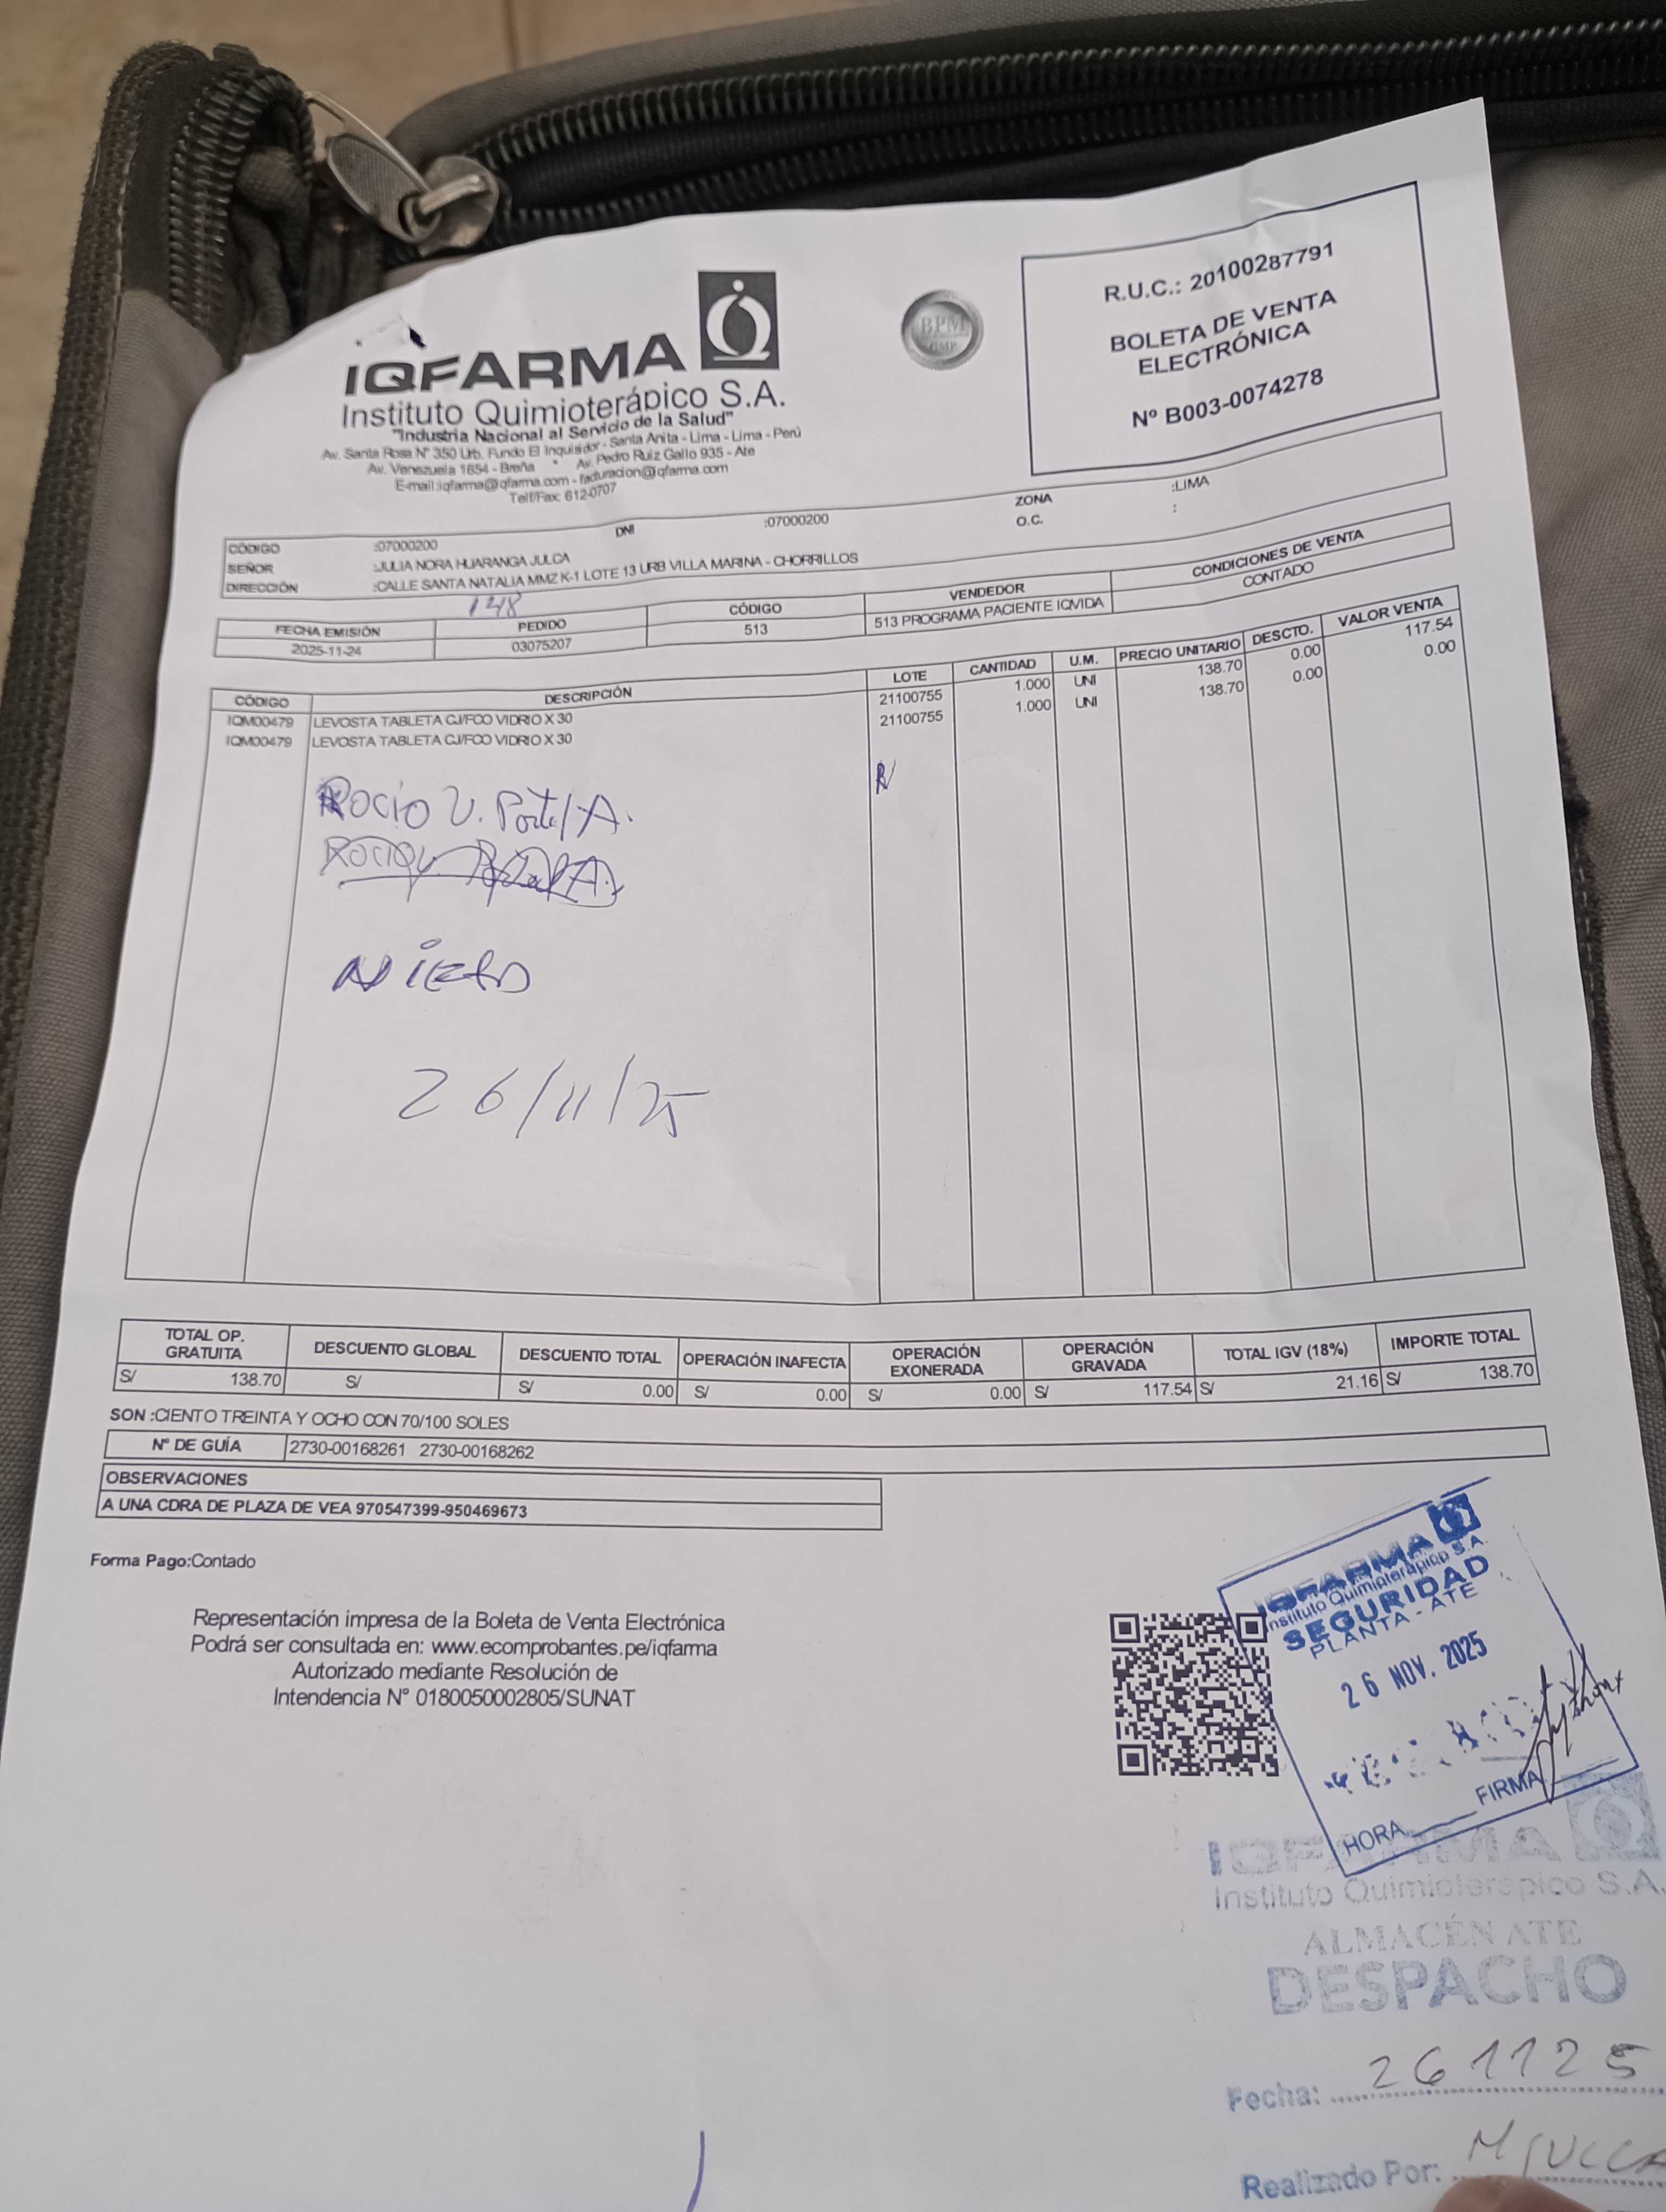 IQFARMA
Instituto Quimioterápico S.A.
"Industria Nacional al Servicio de la Salud"
Av. Santa Rosa N° 350 Urb. Fundo El Inquisidor - Santa Anita - Lima - Lima - Perú
Av. Venezuela 1654 - Breña * Av. Pedro Ruiz Gallo 935 - Ate
E-mail:iqfarma@qfarma.com - facturacion@iqfarma.com
Telf/Fax: 612-0707
BPM
GMP
R.U.C.: 20100287791
BOLETA DE VENTA
ELECTRÓNICA
Nº B003-0074278
CÓDIGO :07000200 DNI :07000200 ZONA :LIMA
SEÑOR :JULIA NORA HUARANGA JULCA O.C. :
DIRECCIÓN :CALLE SANTA NATALIA MMZ K-1 LOTE 13 URB VILLA MARINA - CHORRILLOS
148
FECHA EMISIÓN PEDIDO CÓDIGO VENDEDOR CONDICIONES DE VENTA
2025-11-24 03075207 513 513 PROGRAMA PACIENTE IQVIDA CONTADO
CÓDIGO DESCRIPCIÓN LOTE CANTIDAD U.M. PRECIO UNITARIO DESCTO. VALOR VENTA
IQM00479 LEVOSTA TABLETA CJ/FCO VIDRIO X 30 21100755 1.000 UNI 138.70 0.00 117.54
IQM00479 LEVOSTA TABLETA CJ/FCO VIDRIO X 30 21100755 1.000 UNI 138.70 0.00 0.00
Rocio V. Portal A.
Nieto
26/11/25
TOTAL OP. GRATUITA DESCUENTO GLOBAL DESCUENTO TOTAL OPERACIÓN INAFECTA OPERACIÓN EXONERADA OPERACIÓN GRAVADA TOTAL IGV (18%) IMPORTE TOTAL
S/ 138.70 S/ S/ 0.00 S/ 0.00 S/ 0.00 S/ 117.54 S/ 21.16 S/ 138.70
SON :CIENTO TREINTA Y OCHO CON 70/100 SOLES
N° DE GUÍA 2730-00168261 2730-00168262
OBSERVACIONES
A UNA CDRA DE PLAZA DE VEA 970547399-950469673
Forma Pago:Contado
Representación impresa de la Boleta de Venta Electrónica
Podrá ser consultada en: www.ecomprobantes.pe/iqfarma
Autorizado mediante Resolución de
Intendencia N° 0180050002805/SUNAT
IQFARMA
Instituto Quimioterápico S.A.
SEGURIDAD
PLANTA - ATE
26 NOV. 2025
HORA FIRMA
IQFARMA
Instituto Quimioterápico S.A.
ALMACÉN ATE
DESPACHO
Fecha: 261125
Realizado Por: